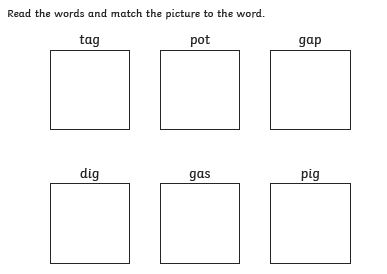 Read the words and match the picture to the word.
tag pot gap
dig gas pig